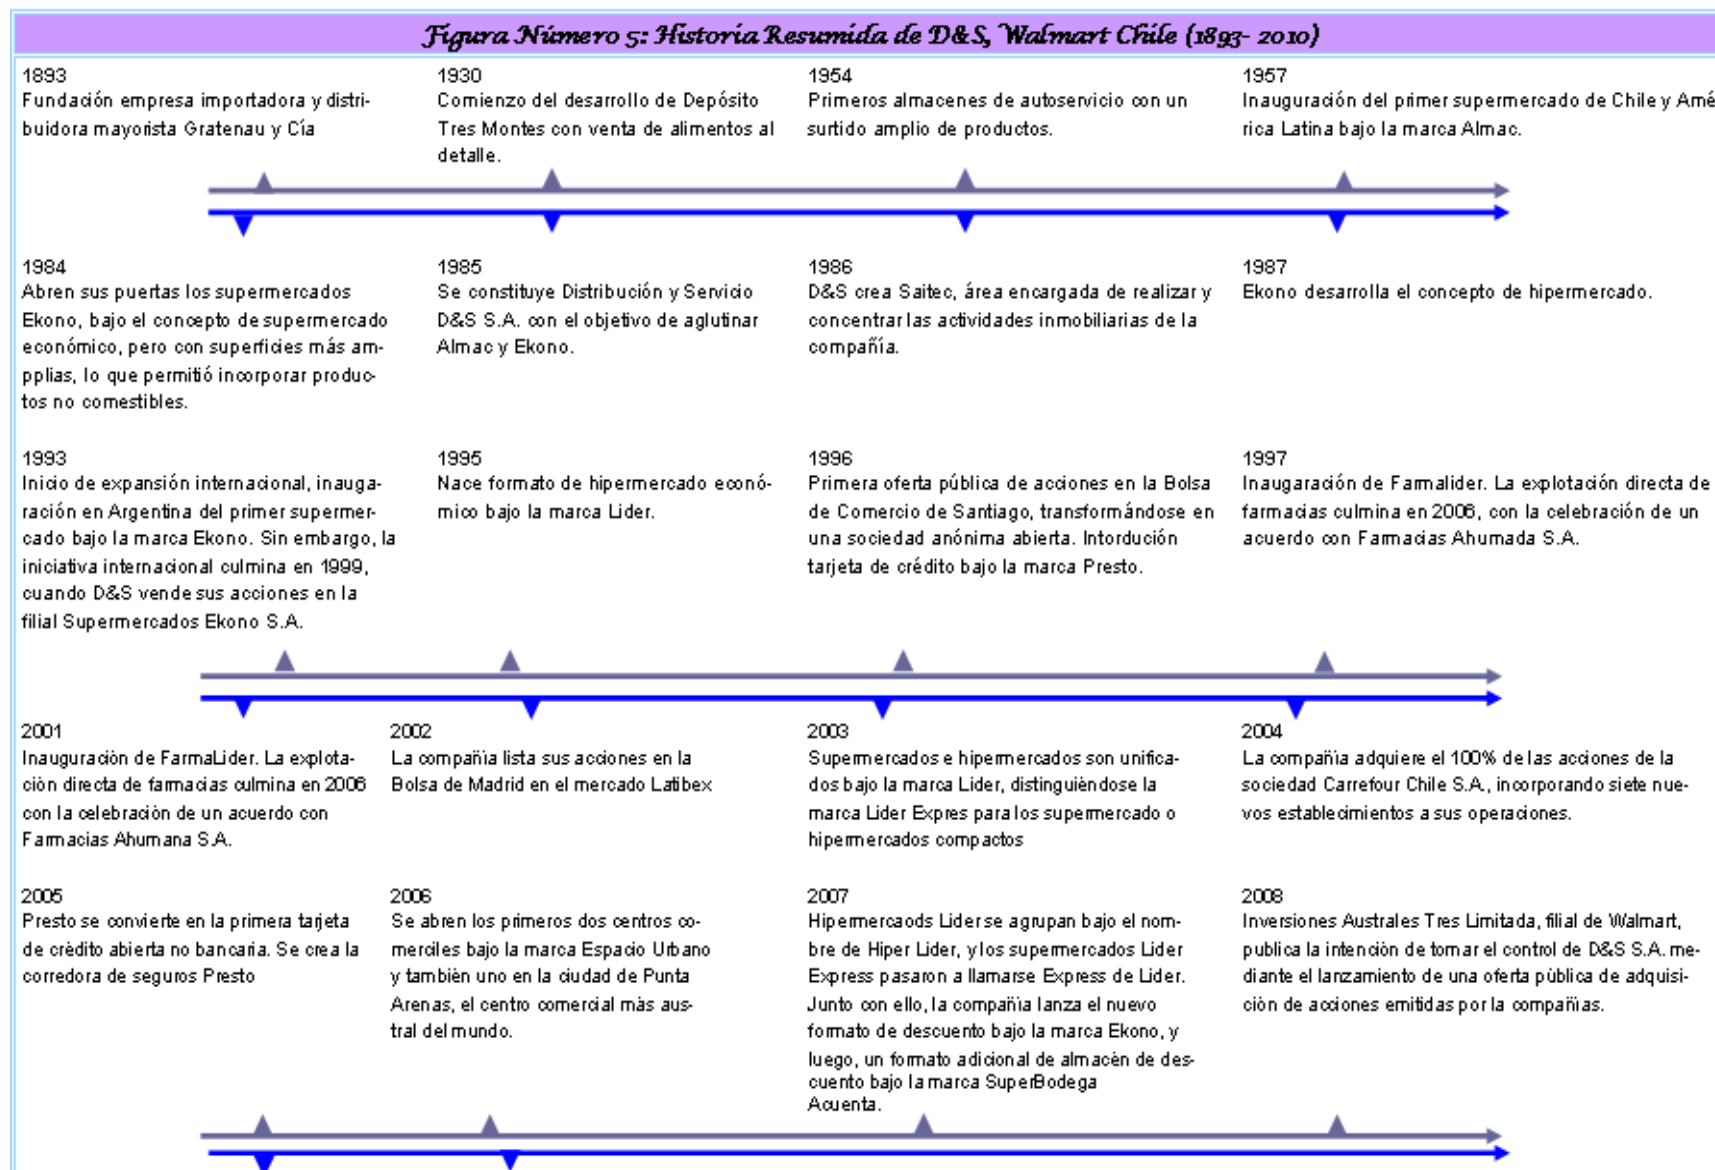 Figura Número 5: Historia Resumida de D&S, Walmart Chile (1893- 2010)
1893
Fundación empresa importadora y distri-
buidora mayorista Gratenau y Cía
1930
Comienzo del desarrollo de Depósito
Tres Montes con venta de alimentos al
detalle.
1954
Primeros almacenes de autoservicio con un
surtido amplio de productos.
1957
Inauguración del primer supermercado de Chile y Amé
rica Latina bajo la marca Almac.
1984
Abren sus puertas los supermercados
Ekono, bajo el concepto de supermercado
económico, pero con superficies más am-
pplias, lo que permitió incorporar produc-
tos no comestibles.
1985
Se constituye Distribución y Servicio
D&S S.A. con el objetivo de aglutinar
Almac y Ekono.
1986
D&S crea Saitec, área encargada de realizar y
concentrar las actividades inmobiliarias de la
compañía.
1987
Ekono desarrolla el concepto de hipermercado.
1993
Inicio de expansión internacional, inauga-
ración en Argentina del primer supermer-
cado bajo la marca Ekono. Sin embargo, la
iniciativa internacional culmina en 1999,
cuando D&S vende sus acciones en la
filial Supermercados Ekono S.A.
1995
Nace formato de hipermercado econó-
mico bajo la marca Lider.
1996
Primera oferta pública de acciones en la Bolsa
de Comercio de Santiago, transformándose en
una sociedad anónima abierta. Intordución
tarjeta de crédito bajo la marca Presto.
1997
Inaugaración de Farmalider. La explotación directa de
farmacias culmina en 2006, con la celebración de un
acuerdo con Farmacias Ahumada S.A.
2001
Inauguración de FarmaLider. La explota-
ción directa de farmacias culmina en 2006
con la celebración de un acuerdo con
Farmacias Ahumana S.A.
2002
La compañìa lista sus acciones en la
Bolsa de Madrid en el mercado Latibex
2003
Supermercados e hipermercados son unifica-
dos bajo la marca Lider, distinguièndose la
marca Lider Expres para los supermercado o
hipermercados compactos
2004
La compañìa adquiere el 100% de las acciones de la
sociedad Carrefour Chile S.A., incorporando siete nue-
vos establecimientos a sus operaciones.
2005
Presto se convierte en la primera tarjeta
de crèdito abierta no bancaria. Se crea la
corredora de seguros Presto
2006
Se abren los primeros dos centros co-
merciles bajo la marca Espacio Urbano
y tambièn uno en la ciudad de Punta
Arenas, el centro comercial màs aus-
tral del mundo.
2007
Hipermercaods Lider se agrupan bajo el nom-
bre de Hiper Lider, y los supermercados Lider
Express pasaron a llamarse Express de Lider.
Junto con ello, la compañìa lanza el nuevo
formato de descuento bajo la marca Ekono, y
luego, un formato adicional de almacèn de des-
cuento bajo la marca SuperBodega
Acuenta.
2008
Inversiones Australes Tres Limitada, filial de Walmart,
publica la intenciòn de tomar el control de D&S S.A. me-
diante el lanzamiento de una oferta pùblica de adquisi-
ciòn de acciones emitidas por la compañìas.